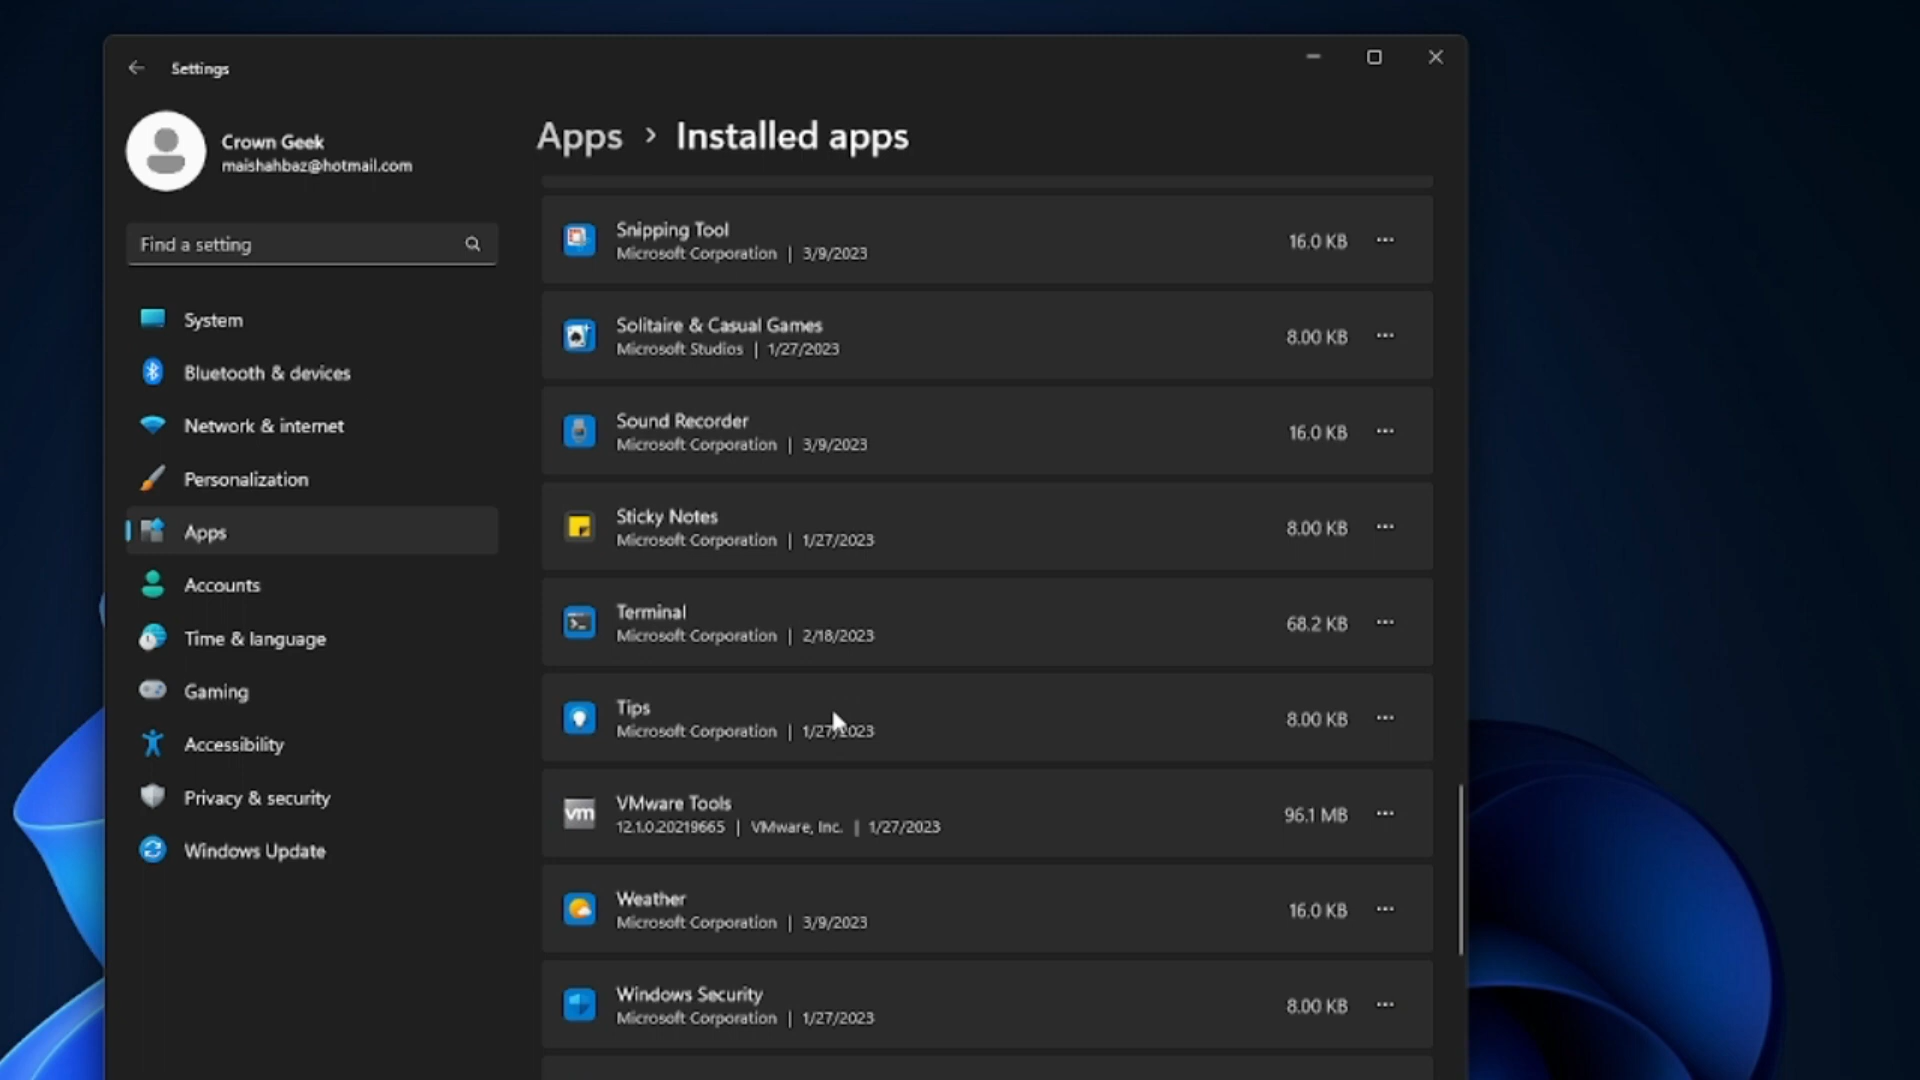 Settings
Crown Geek
maishahbaz@hotmail.com
Find a setting
System
Bluetooth & devices
Network & internet
Personalization
Apps
Accounts
Time & language
Gaming
Accessibility
Privacy & security
Windows Update
Apps > Installed apps
Snipping Tool
Microsoft Corporation | 3/9/2023
16.0 KB
Solitaire & Casual Games
Microsoft Studios | 1/27/2023
8.00 KB
Sound Recorder
Microsoft Corporation | 3/9/2023
16.0 KB
Sticky Notes
Microsoft Corporation | 1/27/2023
8.00 KB
Terminal
Microsoft Corporation | 2/18/2023
68.2 KB
Tips
Microsoft Corporation | 1/27/2023
8.00 KB
vm
VMware Tools
12.1.0.20219665 | VMware, Inc. | 1/27/2023
96.1 MB
Weather
Microsoft Corporation | 3/9/2023
16.0 KB
Windows Security
Microsoft Corporation | 1/27/2023
8.00 KB